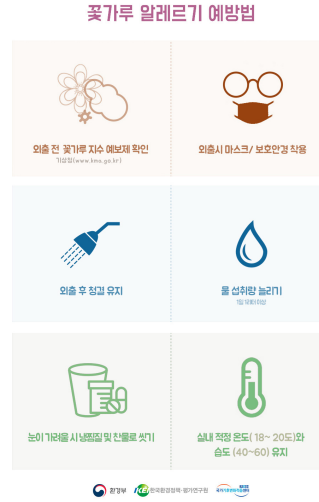 꽃가루 알레르기 예방법
외출 전 꽃가루 지수 예보제 확인
기상청(www.kma.go.kr)
외출시 마스크/ 보호안경 착용
외출 후 청결 유지
물 섭취량 늘리기
1일 1.2ℓ이상
눈이 가려울 시 냉찜질 및 찬물로 씻기
실내 적정 온도( 18~ 20도)와
습도 (40~60) 유지
환경부
KEI 한국환경정책·평가연구원